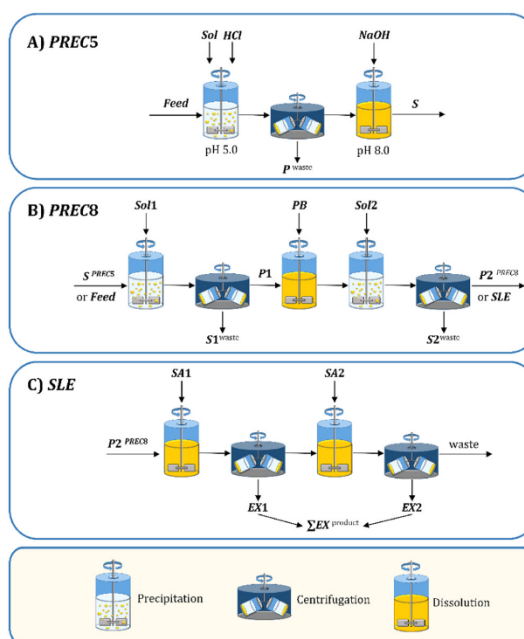 A) PREC5
Sol HCl NaOH
Feed S
pH 5.0 pH 8.0
P waste
B) PREC8
Sol1 PB Sol2
S PREC5 P1 P2 PREC8
or Feed or SLE
S1 waste S2 waste
C) SLE
SA1 SA2
P2 PREC8 waste
EX1 EX2
∑EX product
Precipitation Centrifugation Dissolution